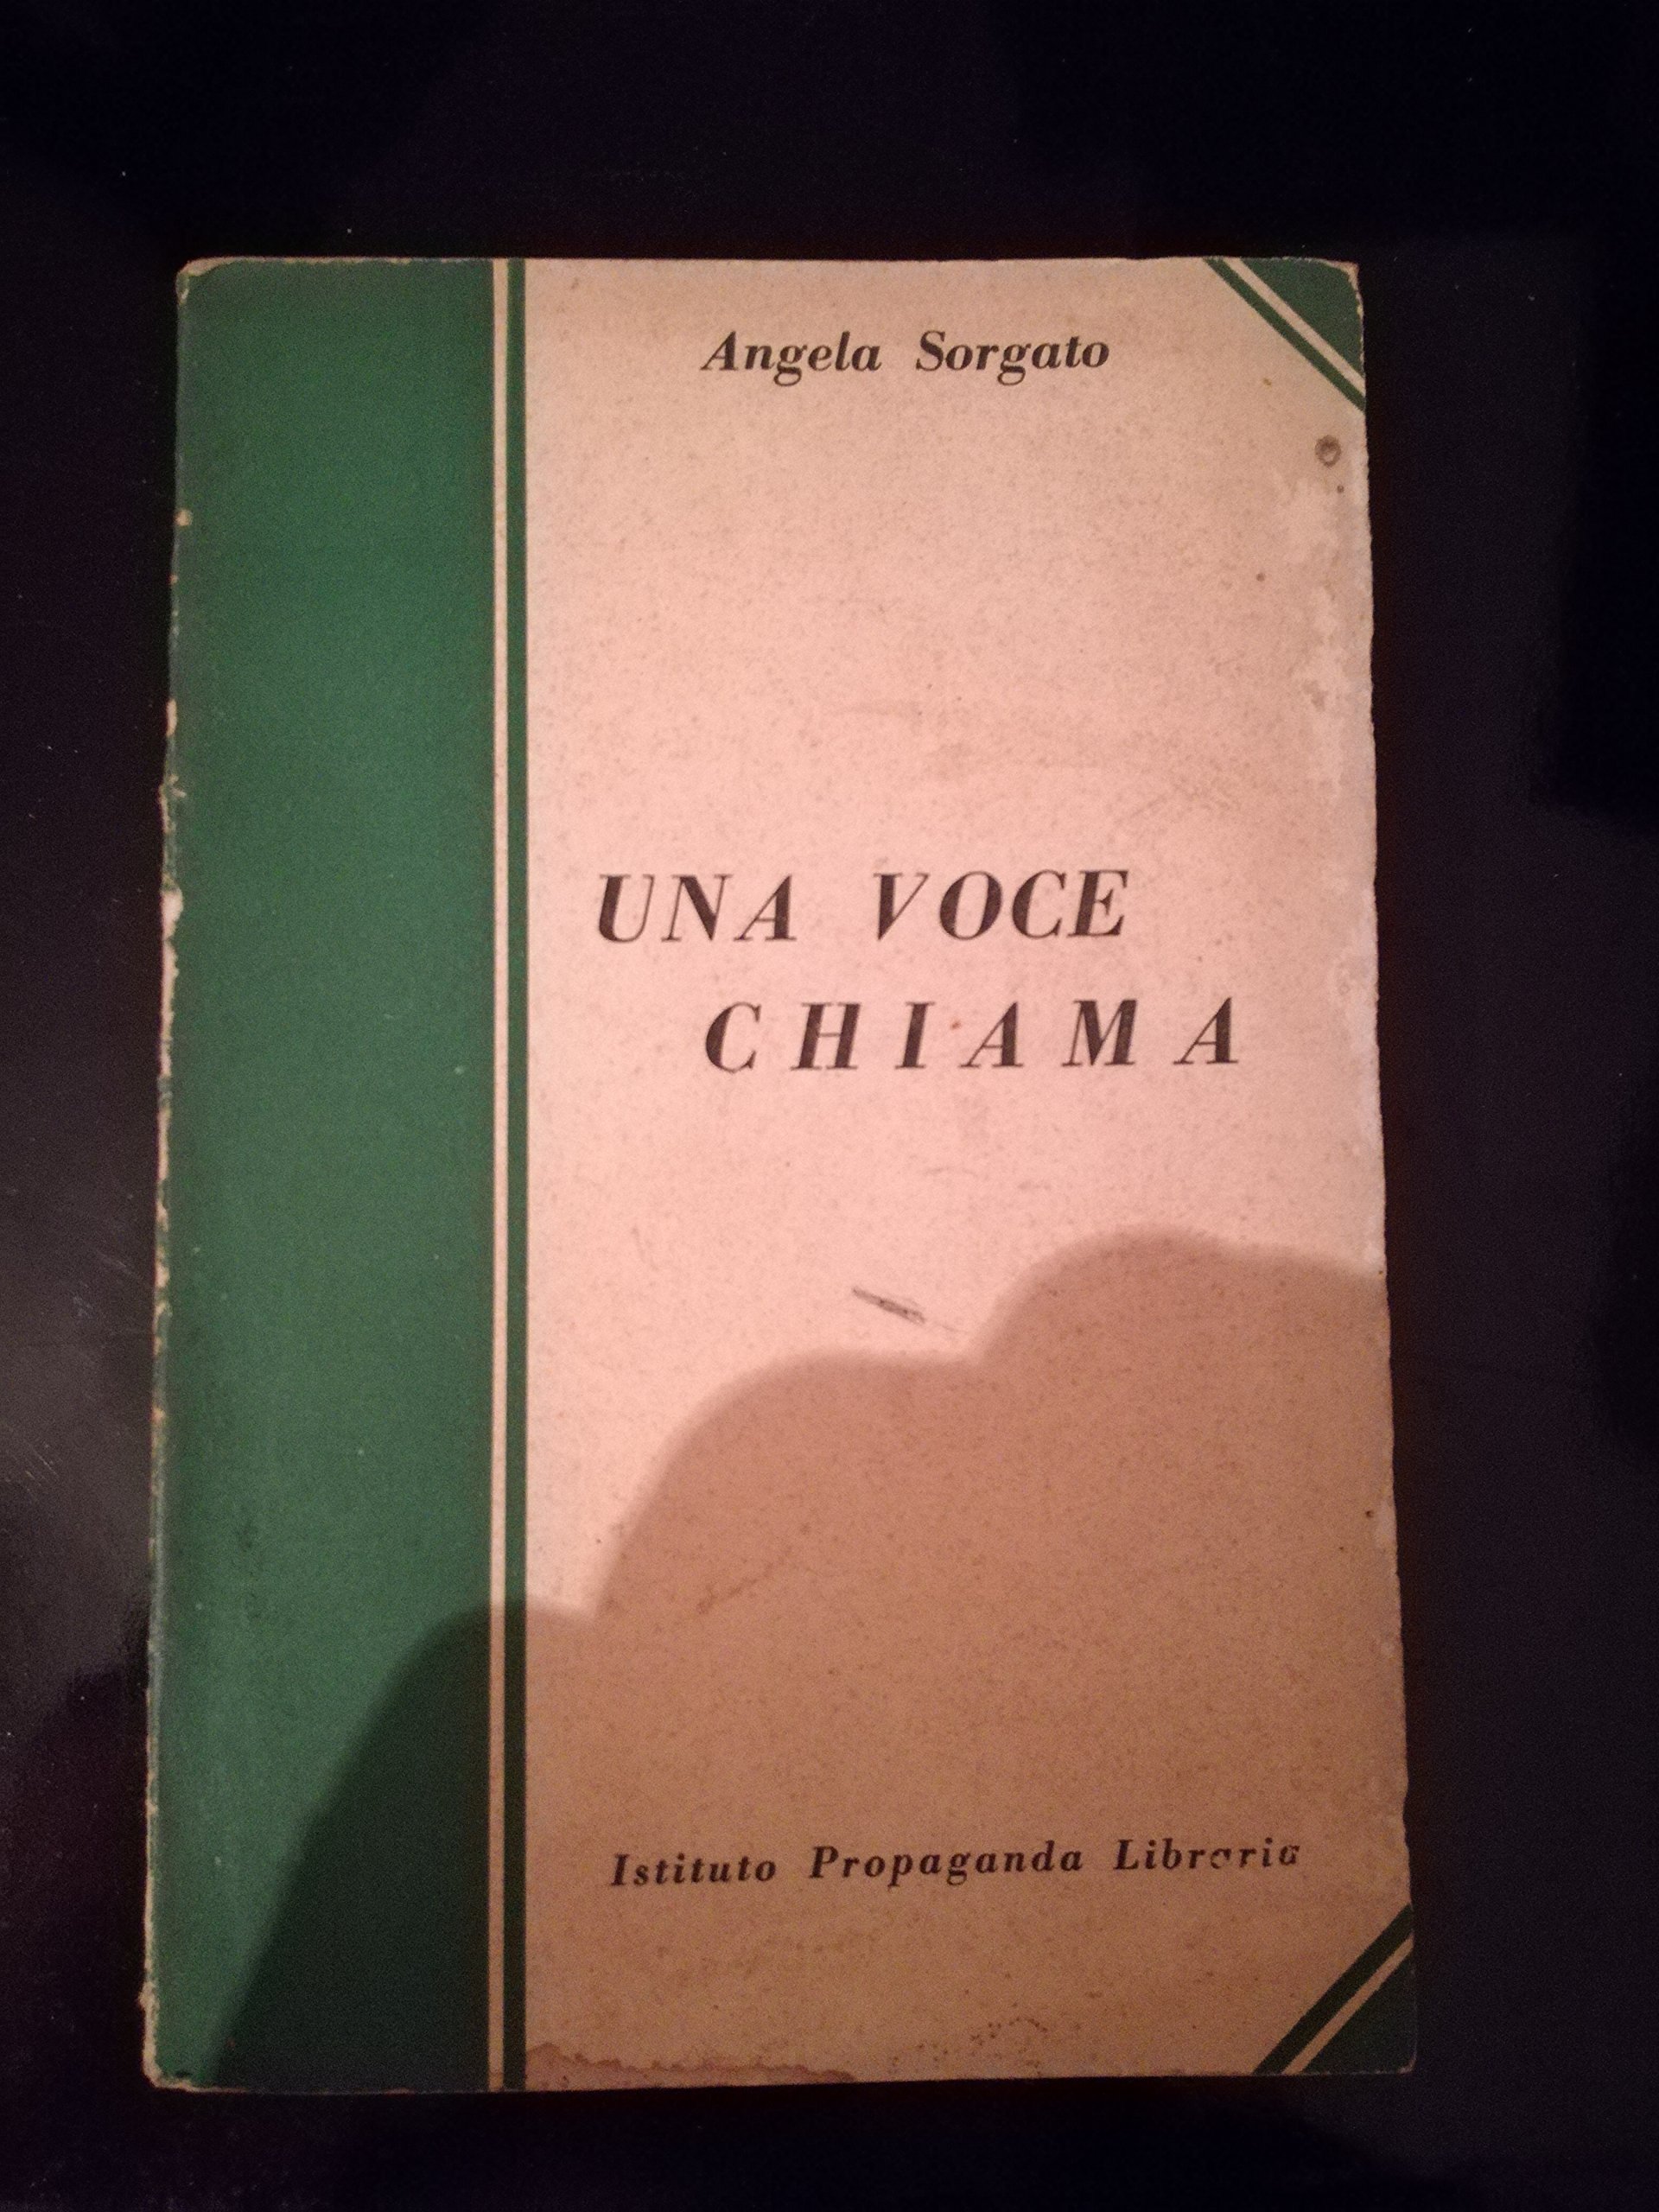 Angela Sorgato
UNA VOCE
CHIAMA
Istituto Propaganda Libraria